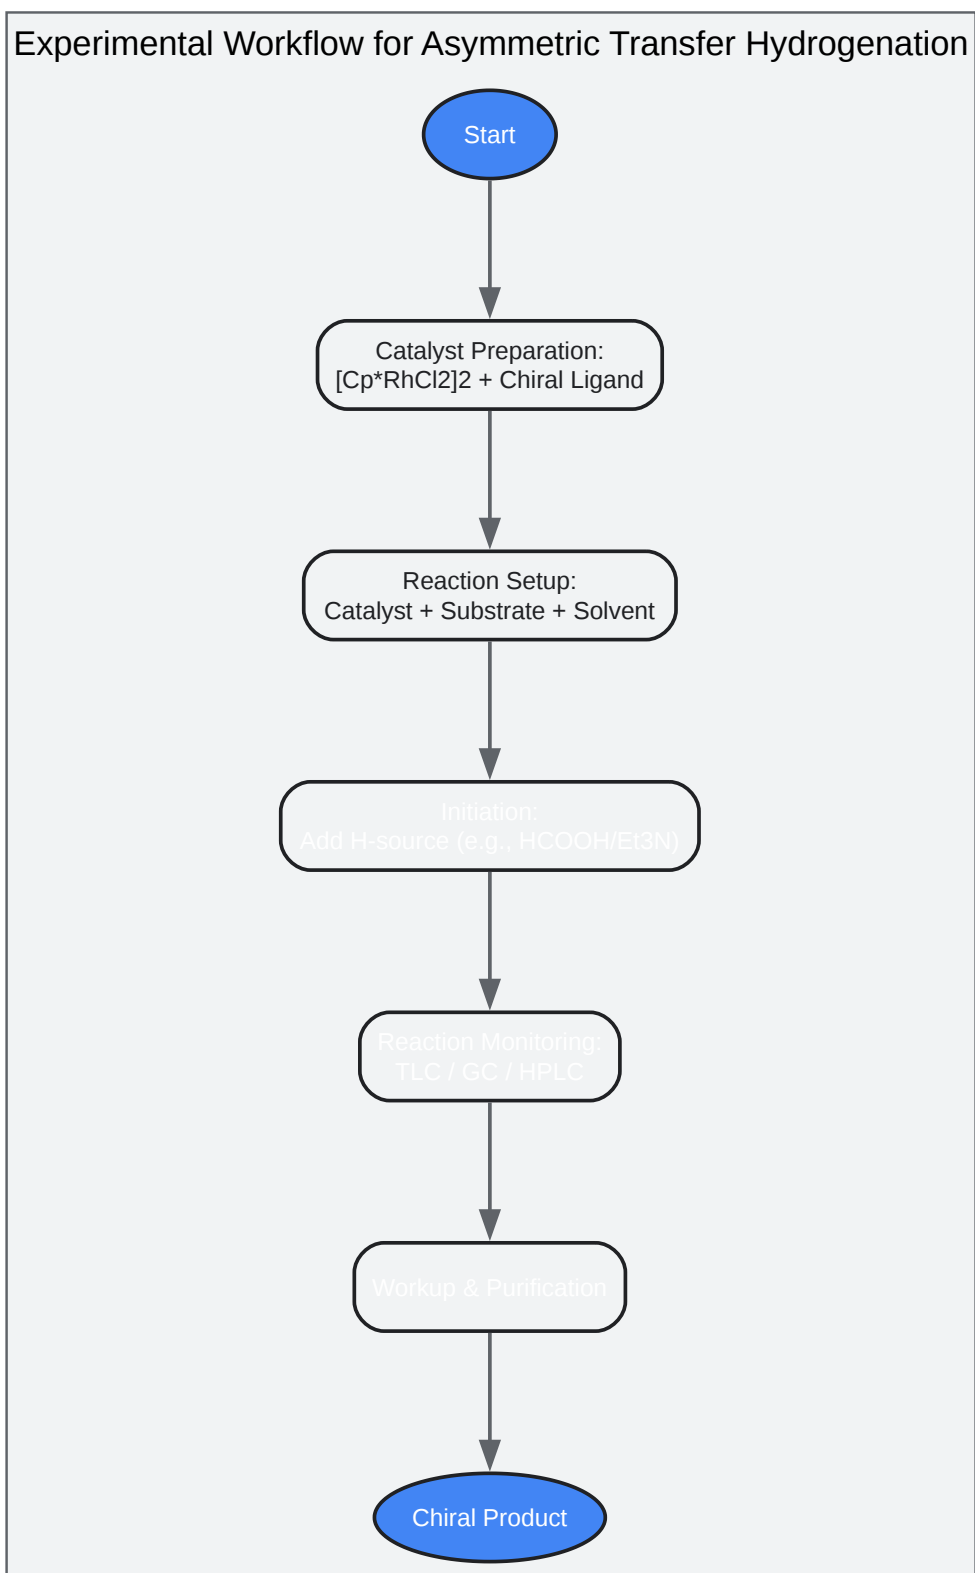 Experimental Workflow for Asymmetric Transfer Hydrogenation
Start
Catalyst Preparation:
[Cp*RhCl2]2 + Chiral Ligand
Reaction Setup:
Catalyst + Substrate + Solvent
Initiation:
Add H-source (e.g., HCOOH/Et3N)
Reaction Monitoring:
TLC / GC / HPLC
Workup & Purification
Chiral Product